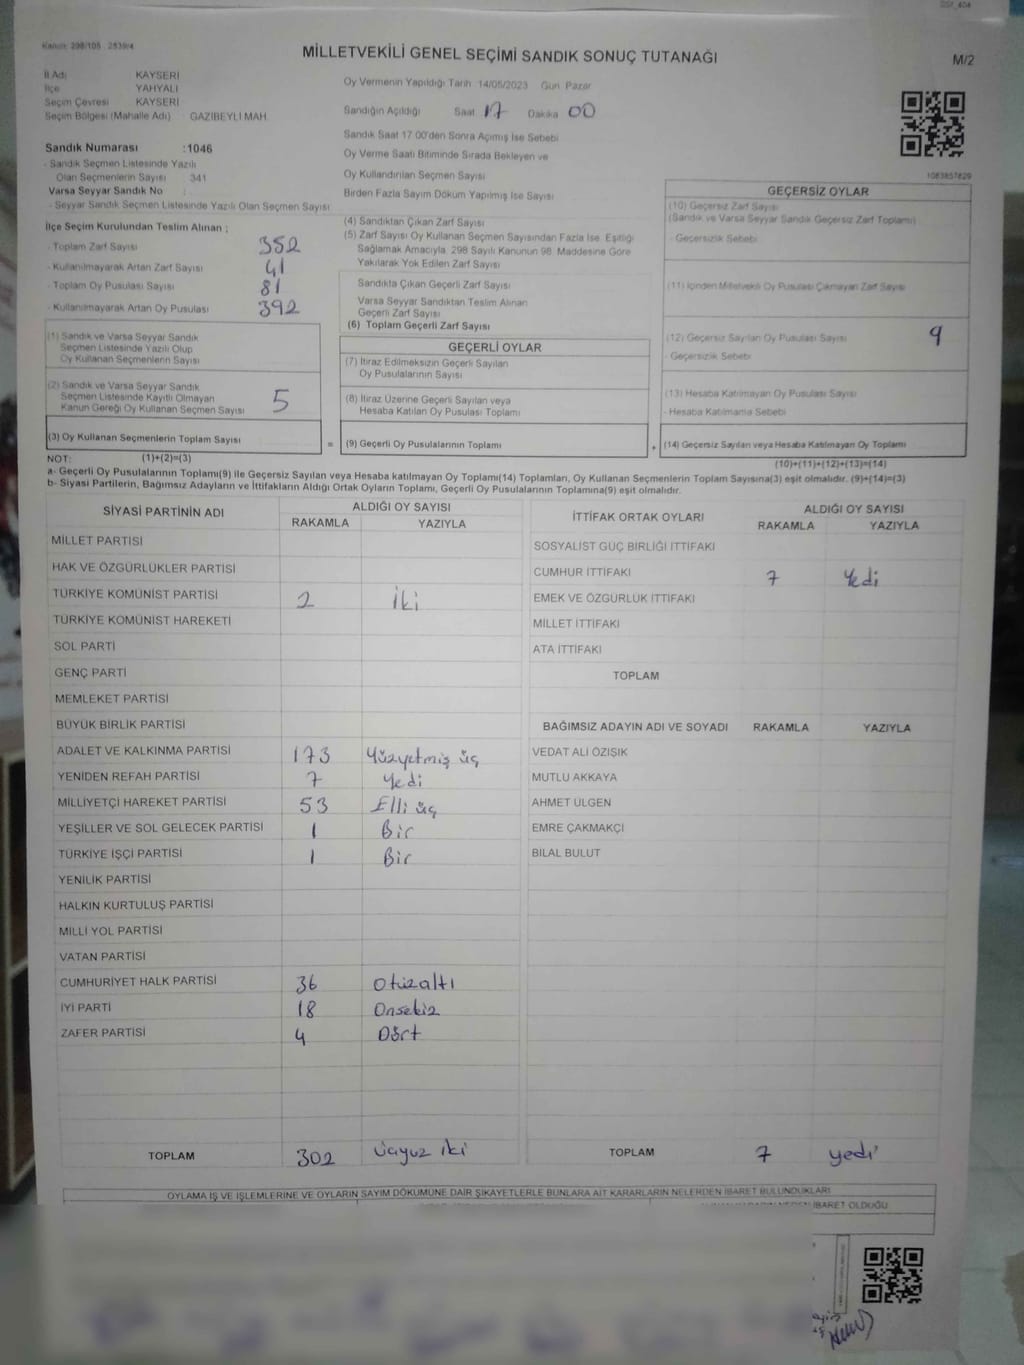 Kanun: 298/105 2539/4
MİLLETVEKİLİ GENEL SEÇİMİ SANDIK SONUÇ TUTANAĞI
M/2
İl Adı KAYSERİ
İlçe YAHYALI
Seçim Çevresi KAYSERİ
Seçim Bölgesi (Mahalle Adı) GAZİBEYLİ MAH.
Sandık Numarası :1046
- Sandık Seçmen Listesinde Yazılı
Olan Seçmenlerin Sayısı 341
Varsa Seyyar Sandık No
- Seyyar Sandık Seçmen Listesinde Yazılı Olan Seçmen Sayısı
İlçe Seçim Kurulundan Teslim Alınan ;
- Toplam Zarf Sayısı 352
- Kullanılmayarak Artan Zarf Sayısı 41
- Toplam Oy Pusulası Sayısı 81
- Kullanılmayarak Artan Oy Pusulası 392
Oy Vermenin Yapıldığı Tarih 14/05/2023 Gün Pazar
Sandığın Açıldığı Saat 17 Dakika 00
Sandık Saat 17 00'den Sonra Açımış İse Sebebi
Oy Verme Saati Bitiminde Sırada Bekleyen ve
Oy Kullandırılan Seçmen Sayısı
Birden Fazla Sayım Döküm Yapılmış İse Sayısı
(4) Sandıktan Çıkan Zarf Sayısı
(5) Zarf Sayısı Oy Kullanan Seçmen Sayısından Fazla İse, Eşitliği
Sağlamak Amacıyla, 298 Sayılı Kanunun 98. Maddesine Göre
Yakılarak Yok Edilen Zarf Sayısı
Sandıkta Çıkan Geçerli Zarf Sayısı
Varsa Seyyar Sandıktan Teslim Alınan
Geçerli Zarf Sayısı
(6) Toplam Geçerli Zarf Sayısı
1083857829
GEÇERSİZ OYLAR
(10) Geçersiz Zarf Sayısı
(Sandık ve Varsa Seyyar Sandık Geçersiz Zarf Toplamı)
- Geçersizlik Sebebi
(11) İçinden Milletvekili Oy Pusulası Çıkmayan Zarf Sayısı
(12) Geçersiz Sayılan Oy Pusulası Sayısı 9
- Geçersizlik Sebebi
(13) Hesaba Katılmayan Oy Pusulası Sayısı
- Hesaba Katılmama Sebebi
(1) Sandık ve Varsa Seyyar Sandık
Seçmen Listesinde Yazılı Olup
Oy Kullanan Seçmenlerin Sayısı
(2) Sandık ve Varsa Seyyar Sandık
Seçmen Listesinde Kayıtlı Olmayan
Kanun Gereği Oy Kullanan Seçmen Sayısı 5
GEÇERLİ OYLAR
(7) İtiraz Edilmeksizin Geçerli Sayılan
Oy Pusulalarının Sayısı
(8) İtiraz Üzerine Geçerli Sayılan veya
Hesaba Katılan Oy Pusulası Toplamı
(3) Oy Kullanan Seçmenlerin Toplam Sayısı = (9) Geçerli Oy Pusulalarının Toplamı + (14) Geçersiz Sayılan veya Hesaba Katılmayan Oy Toplamı
NOT: (1)+(2)=(3) (10)+(11)+(12)+(13)=(14)
a- Geçerli Oy Pusulalarının Toplamı(9) ile Geçersiz Sayılan veya Hesaba katılmayan Oy Toplamı(14) Toplamları, Oy Kullanan Seçmenlerin Toplam Sayısına(3) eşit olmalıdır. (9)+(14)=(3)
b- Siyasi Partilerin, Bağımsız Adayların ve İttifakların Aldığı Ortak Oyların Toplamı, Geçerli Oy Pusulalarının Toplamına(9) eşit olmalıdır.
SİYASİ PARTİNİN ADI ALDIĞI OY SAYISI
RAKAMLA YAZIYLA
MİLLET PARTİSİ
HAK VE ÖZGÜRLÜKLER PARTİSİ
TÜRKİYE KOMÜNİST PARTİSİ 2 İki
TÜRKİYE KOMÜNİST HAREKETİ
SOL PARTİ
GENÇ PARTİ
MEMLEKET PARTİSİ
BÜYÜK BİRLİK PARTİSİ
ADALET VE KALKINMA PARTİSİ 173 Yüzyetmiş üç
YENİDEN REFAH PARTİSİ 7 Yedi
MİLLİYETÇİ HAREKET PARTİSİ 53 Elli üç
YEŞİLLER VE SOL GELECEK PARTİSİ 1 Bir
TÜRKİYE İŞÇİ PARTİSİ 1 Bir
YENİLİK PARTİSİ
HALKIN KURTULUŞ PARTİSİ
MİLLİ YOL PARTİSİ
VATAN PARTİSİ
CUMHURİYET HALK PARTİSİ 36 Otuzaltı
İYİ PARTİ 18 Onsekiz
ZAFER PARTİSİ 4 Dört
TOPLAM 302 Üçyüz iki
İTTİFAK ORTAK OYLARI ALDIĞI OY SAYISI
RAKAMLA YAZIYLA
SOSYALİST GÜÇ BİRLİĞİ İTTİFAKI
CUMHUR İTTİFAKI 7 Yedi
EMEK VE ÖZGÜRLÜK İTTİFAKI
MİLLET İTTİFAKI
ATA İTTİFAKI
TOPLAM
BAĞIMSIZ ADAYIN ADI VE SOYADI RAKAMLA YAZIYLA
VEDAT ALİ ÖZIŞIK
MUTLU AKKAYA
AHMET ÜLGEN
EMRE ÇAKMAKÇI
BİLAL BULUT
TOPLAM 7 yedi
OYLAMA İŞ VE İŞLEMLERİNE VE OYLARIN SAYIM DÖKÜMÜNE DAİR ŞİKAYETLERLE BUNLARA AİT KARARLARIN NELERDEN İBARET BULUNDUKLARI
İBARET OLDUĞU